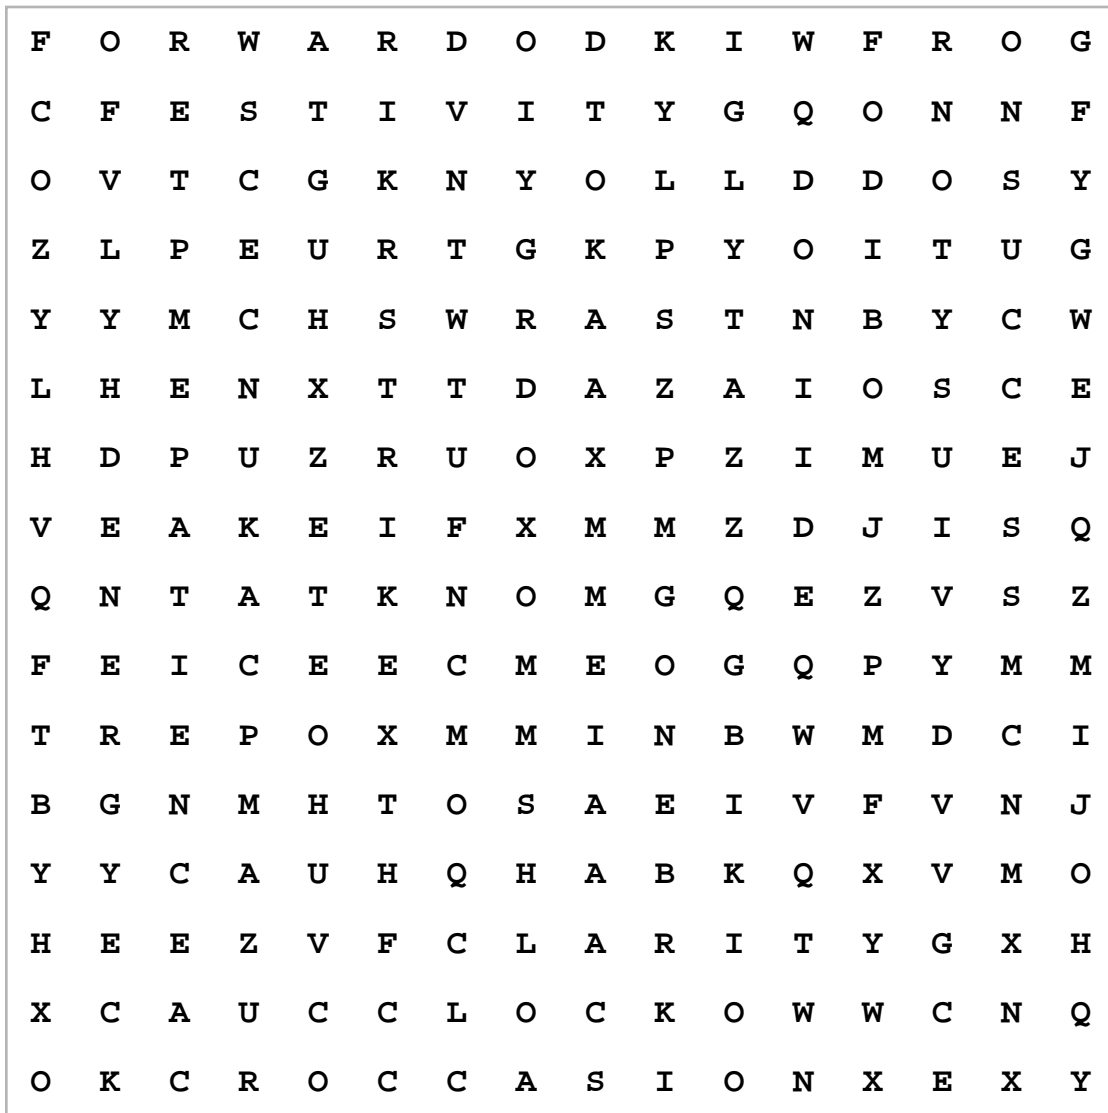 F O R W A R D O D K I W F R O G
C F E S T I V I T Y G Q O N N F
O V T C G K N Y O L L D D O S Y
Z L P E U R T G K P Y O I T U G
Y Y M C H S W R A S T N B Y C W
L H E N X T T D A Z A I O S C E
H D P U Z R U O X P Z I M U E J
V E A K E I F X M M Z D J I S Q
Q N T A T K N O M G Q E Z V S Z
F E I C E E C M E O G Q P Y M M
T R E P O X M M I N B W M D C I
B G N M H T O S A E I V F V N J
Y Y C A U H Q H A B K Q X V M O
H E E Z V F C L A R I T Y G X H
X C A U C C L O C K O W W C N Q
O K C R O C C A S I O N X E X Y